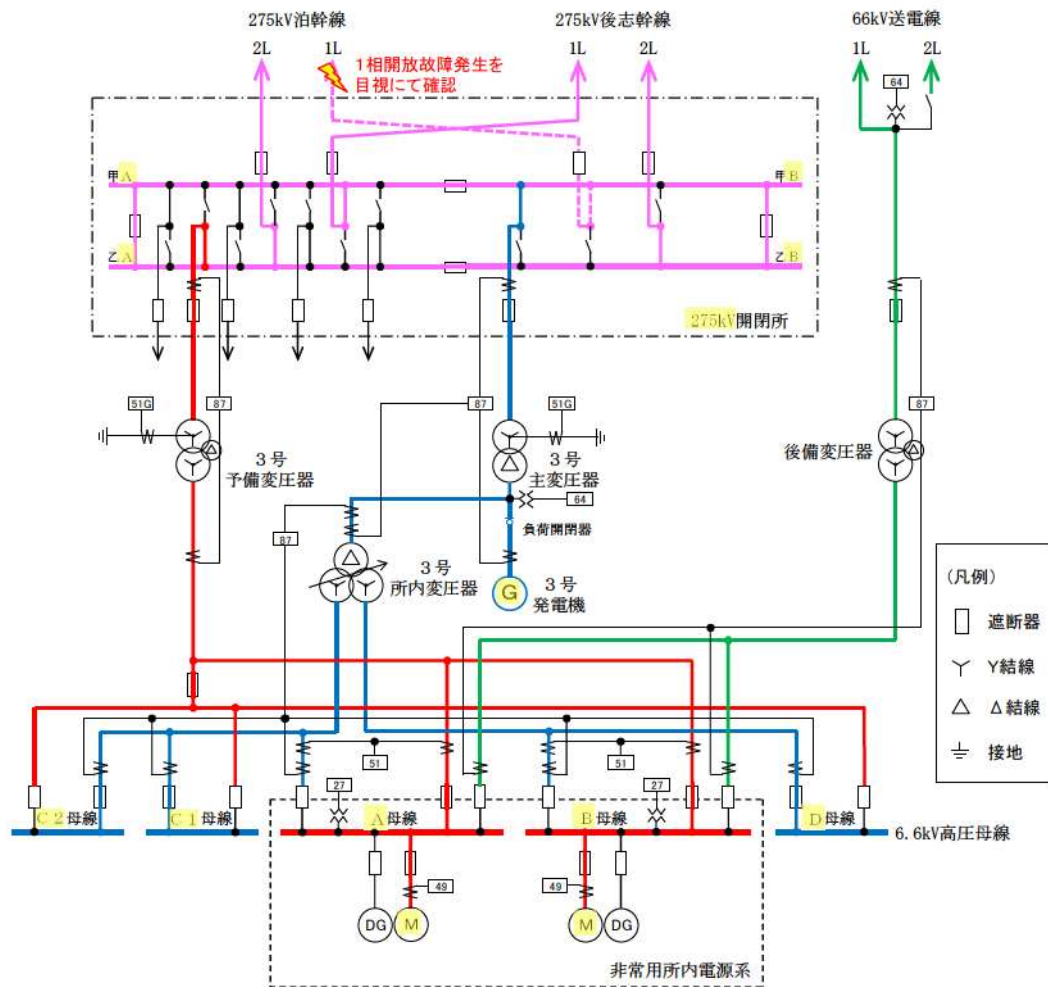 275kV泊幹線
275kV後志幹線
66kV送電線
2L
1L
1L
2L
1L
2L
1相開放故障発生を
目視にて確認
64
甲A
甲B
乙A
乙B
275kV開閉所
51G
87
87
51G
87
3号
予備変圧器
3号
主変圧器
後備変圧器
64
負荷開閉器
87
3号
所内変圧器
G
3号
発電機
(凡例)
遮断器
Y結線
Δ結線
接地
51
51
27
27
C2母線
C1母線
A母線
B母線
D母線
6.6kV高圧母線
49
49
DG
M
M
DG
非常用所内電源系